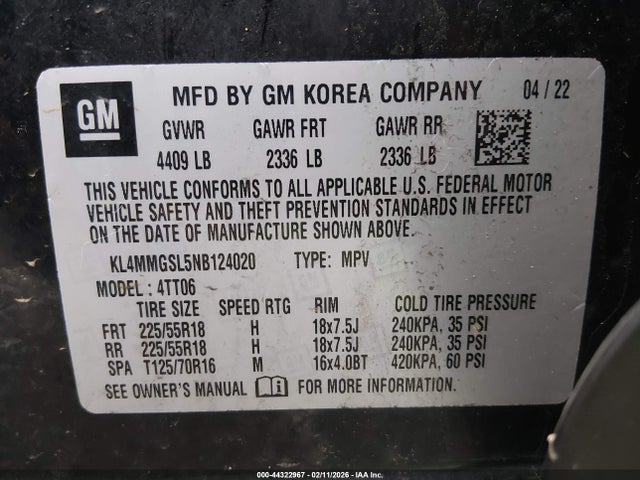 GM
MFD BY GM KOREA COMPANY 04 / 22
GVWR GAWR FRT GAWR RR
4409 LB 2336 LB 2336 LB
THIS VEHICLE CONFORMS TO ALL APPLICABLE U.S. FEDERAL MOTOR
VEHICLE SAFETY AND THEFT PREVENTION STANDARDS IN EFFECT
ON THE DATE OF MANUFACTURE SHOWN ABOVE.
KL4MMGSL5NB124020 TYPE: MPV
MODEL: 4TT06
TIRE SIZE SPEED RTG RIM COLD TIRE PRESSURE
FRT 225/55R18 H 18x7.5J 240KPA, 35 PSI
RR 225/55R18 H 18x7.5J 240KPA, 35 PSI
SPA T125/70R16 M 16x4.0BT 420KPA, 60 PSI
SEE OWNER'S MANUAL FOR MORE INFORMATION.
000-44322967 - 02/11/2026 - IAA Inc.